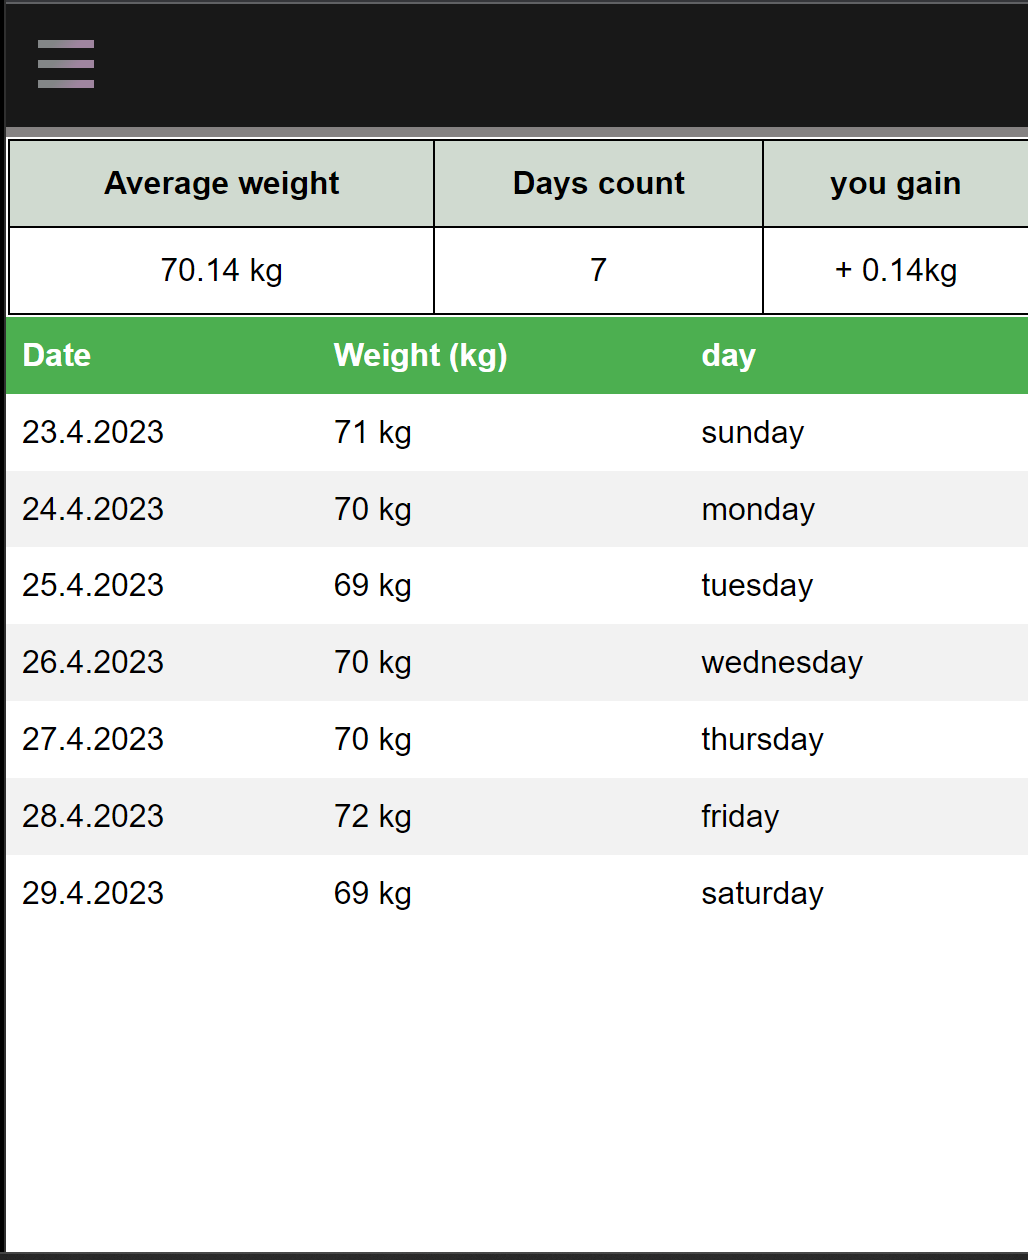 Average weight Days count you gain
70.14 kg 7 + 0.14kg
Date Weight (kg) day
23.4.2023 71 kg sunday
24.4.2023 70 kg monday
25.4.2023 69 kg tuesday
26.4.2023 70 kg wednesday
27.4.2023 70 kg thursday
28.4.2023 72 kg friday
29.4.2023 69 kg saturday